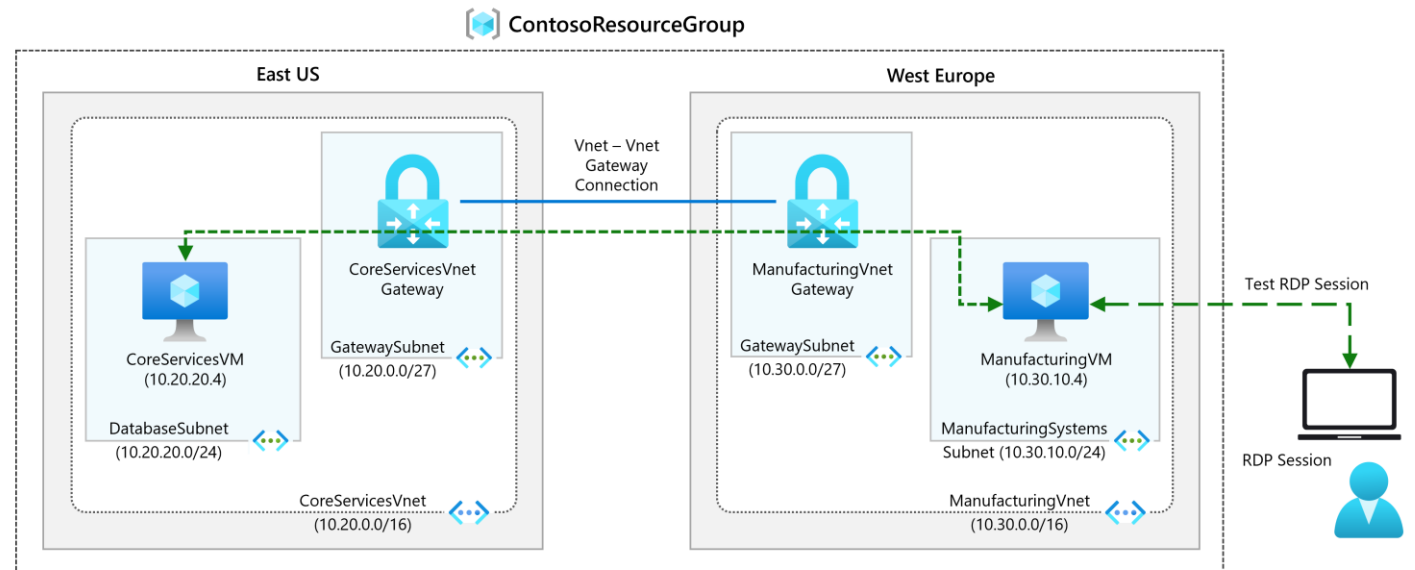 ContosoResourceGroup
East US
West Europe
Vnet – Vnet
Gateway
Connection
CoreServicesVnet
Gateway
ManufacturingVnet
Gateway
Test RDP Session
GatewaySubnet
(10.20.0.0/27)
GatewaySubnet
(10.30.0.0/27)
CoreServicesVM
(10.20.20.4)
ManufacturingVM
(10.30.10.4)
DatabaseSubnet
(10.20.20.0/24)
ManufacturingSystems
Subnet (10.30.10.0/24)
RDP Session
CoreServicesVnet
(10.20.0.0/16)
ManufacturingVnet
(10.30.0.0/16)